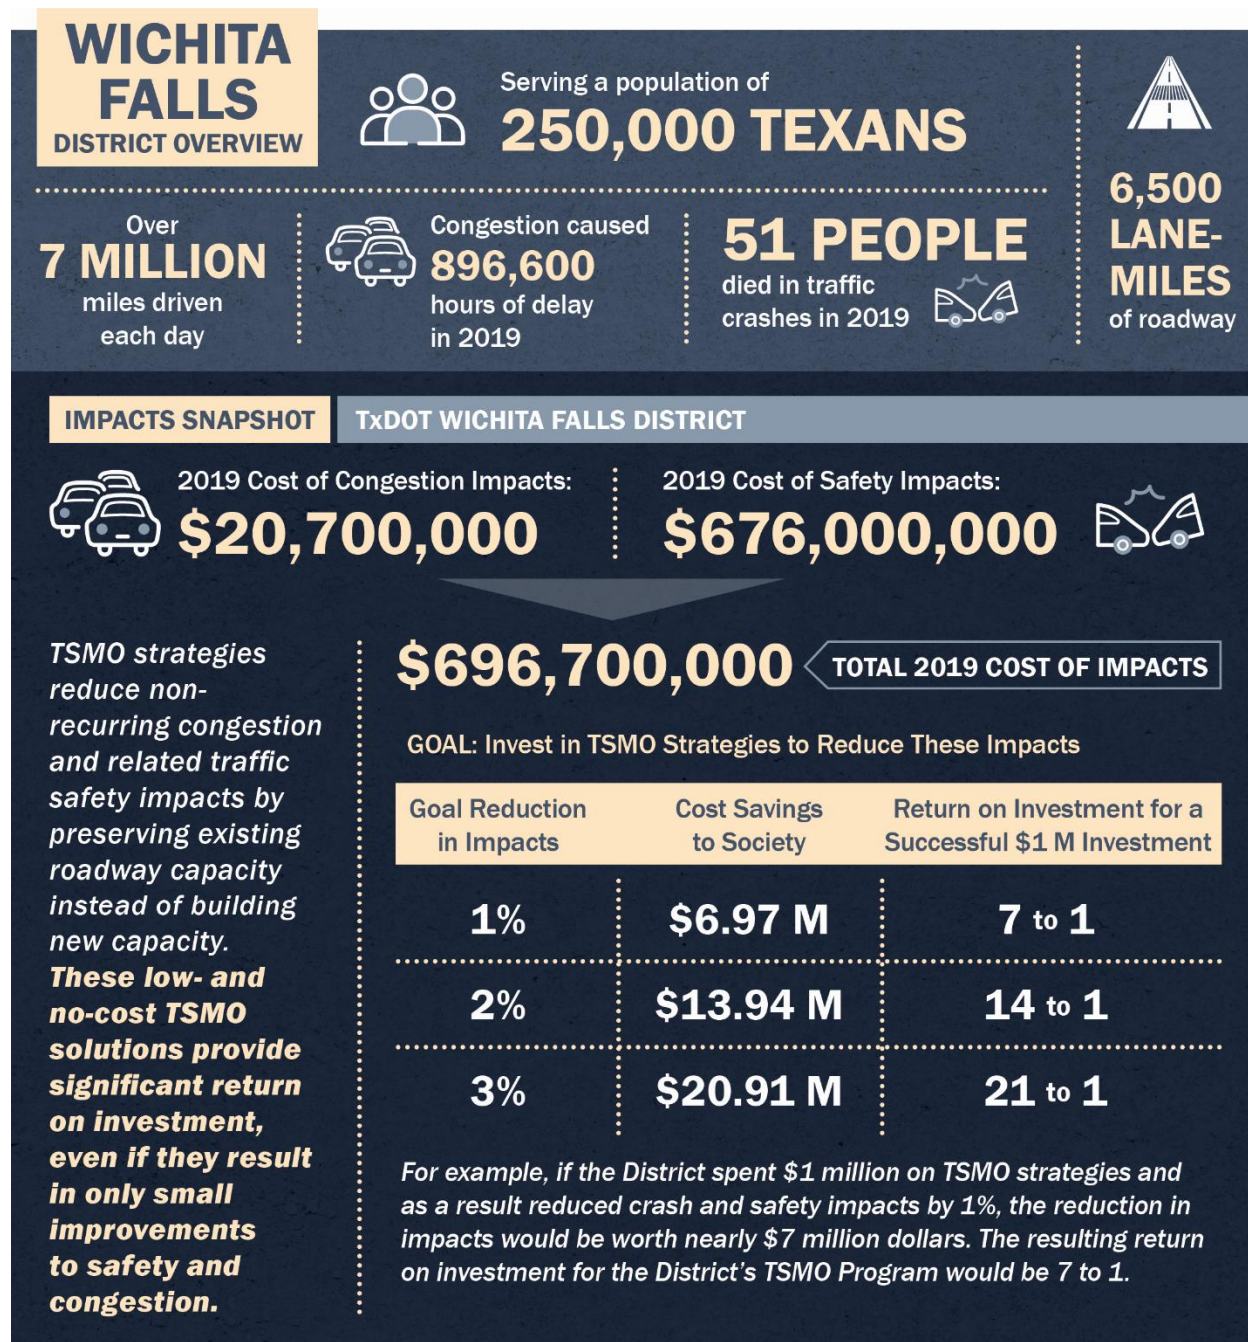 WICHITA
FALLS
DISTRICT OVERVIEW
Serving a population of
250,000 TEXANS
6,500
LANE-
MILES
of roadway
Over
7 MILLION
miles driven
each day
Congestion caused
896,600
hours of delay
in 2019
51 PEOPLE
died in traffic
crashes in 2019
IMPACTS SNAPSHOT
TxDOT WICHITA FALLS DISTRICT
2019 Cost of Congestion Impacts:
$20,700,000
2019 Cost of Safety Impacts:
$676,000,000
TSMO strategies
reduce non-
recurring congestion
and related traffic
safety impacts by
preserving existing
roadway capacity
instead of building
new capacity.
These low- and
no-cost TSMO
solutions provide
significant return
on investment,
even if they result
in only small
improvements
to safety and
congestion.
$696,700,000
TOTAL 2019 COST OF IMPACTS
GOAL: Invest in TSMO Strategies to Reduce These Impacts
Goal Reduction
in Impacts
Cost Savings
to Society
Return on Investment for a
Successful $1 M Investment
1% $6.97 M 7 to 1
2% $13.94 M 14 to 1
3% $20.91 M 21 to 1
For example, if the District spent $1 million on TSMO strategies and
as a result reduced crash and safety impacts by 1%, the reduction in
impacts would be worth nearly $7 million dollars. The resulting return
on investment for the District's TSMO Program would be 7 to 1.